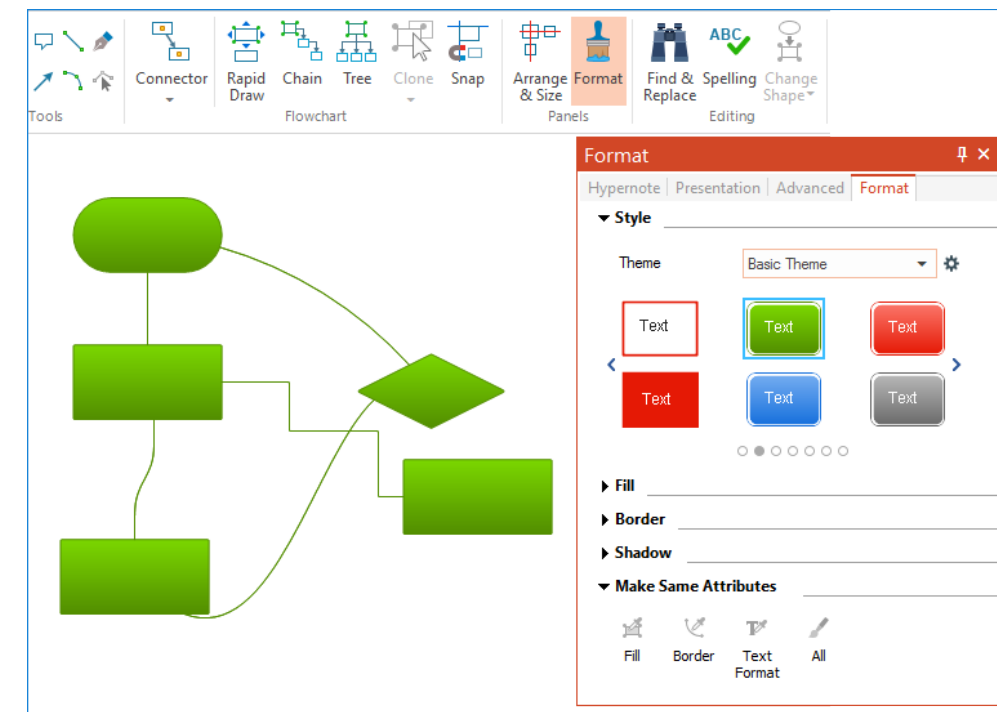 ABC
Connector
Rapid
Draw
Chain
Tree
Clone
Snap
Arrange
& Size
Format
Find &
Replace
Spelling
Change
Shape
Tools
Flowchart
Panels
Editing
Format
Hypernote
Presentation
Advanced
Format
Style
Theme
Basic Theme
Text
Text
Text
Text
Text
Text
Fill
Border
Shadow
Make Same Attributes
T
Fill
Border
Text
Format
All